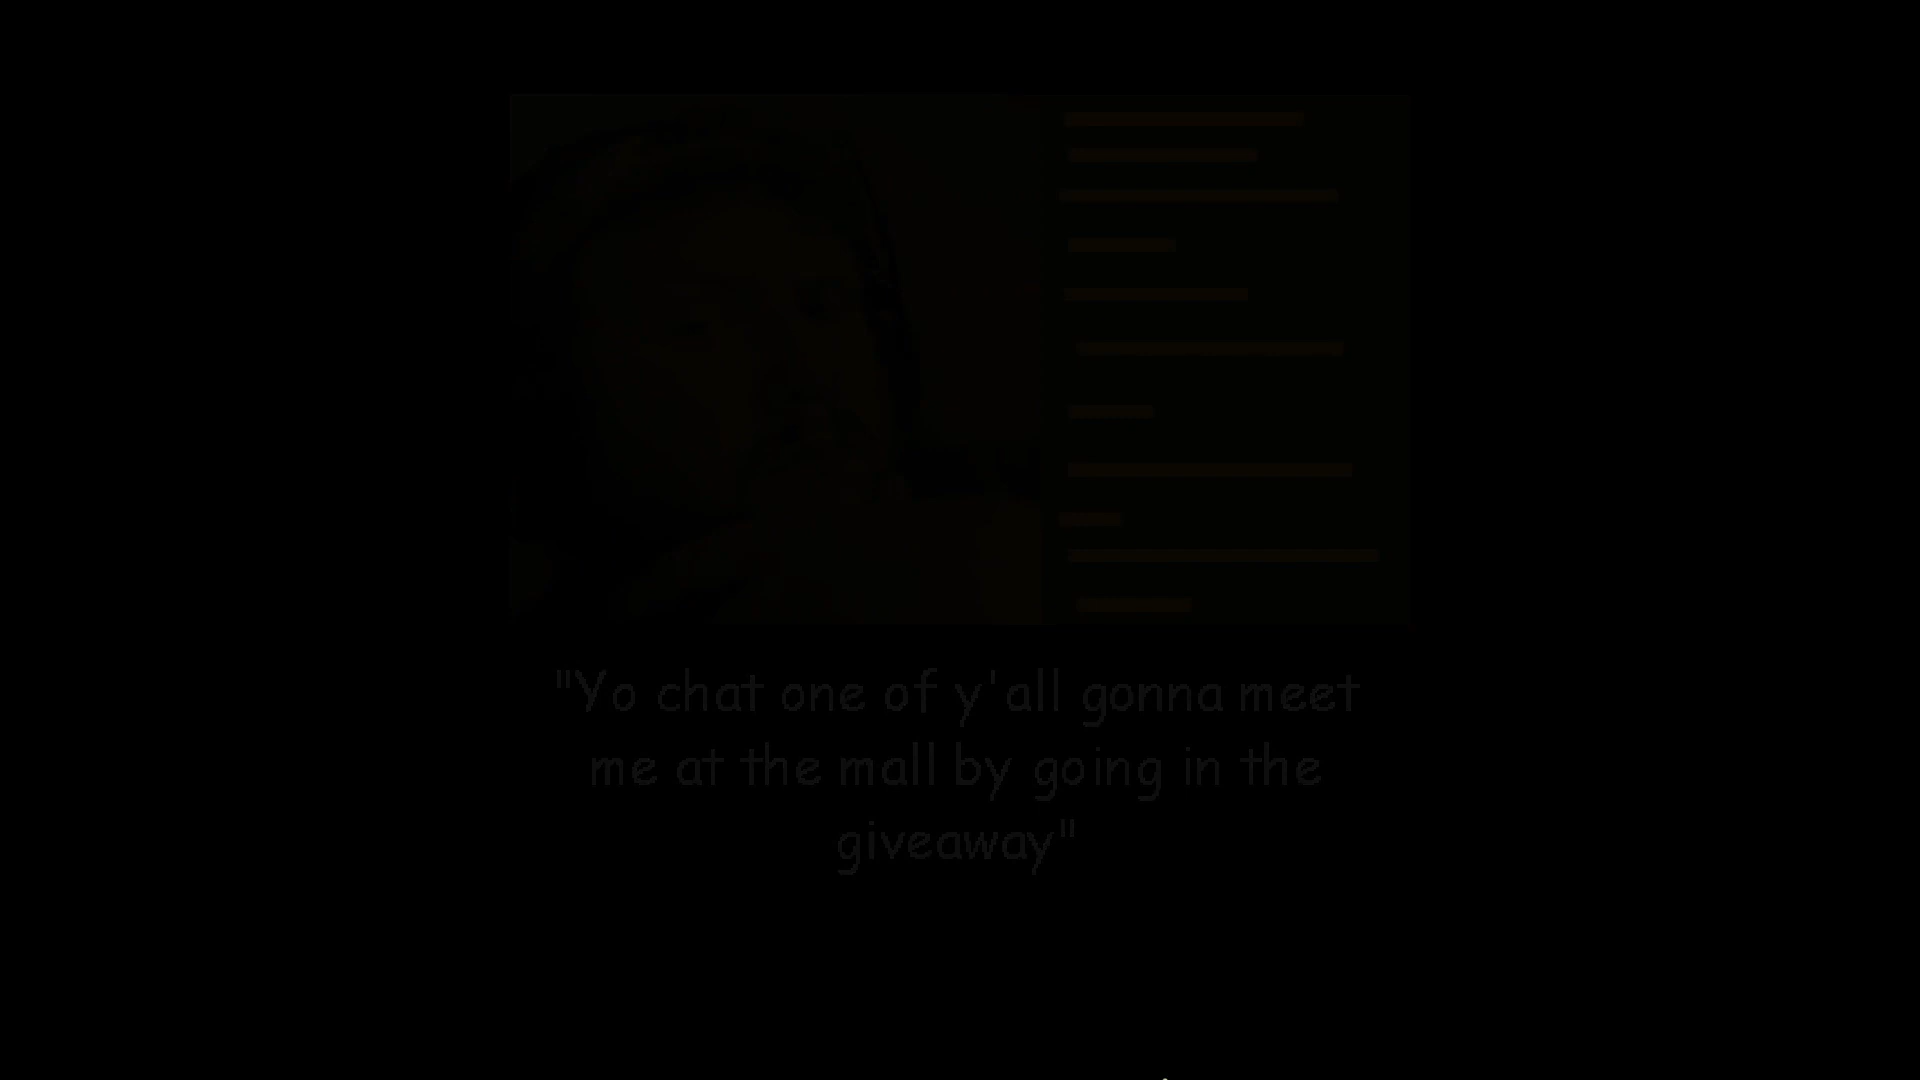 "Yo chat one of y'all gonna meet
me at the mall by going in the
giveaway"